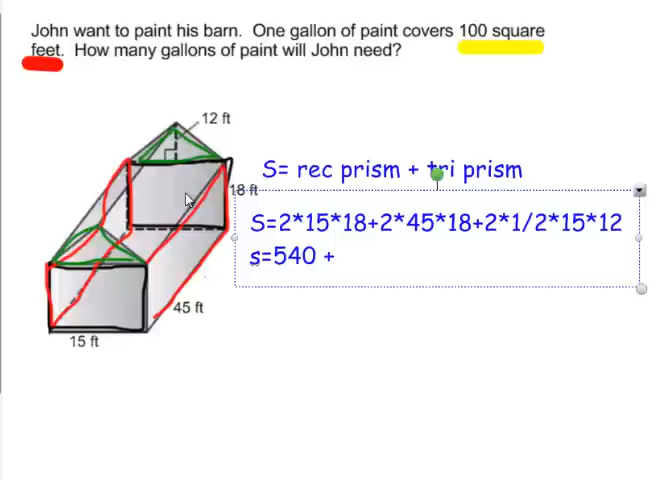 John want to paint his barn.  One gallon of paint covers 100 square
feet.  How many gallons of paint will John need?
12 ft
S= rec prism + tri prism
18 ft
S=2*15*18+2*45*18+2*1/2*15*12
s=540 +
45 ft
15 ft